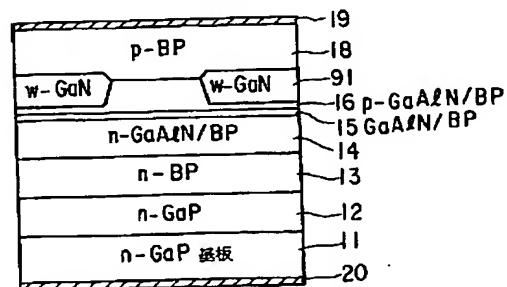 19
p-BP
18
w-GaN
w-GaN
91
16 p-GaAlN/BP
15 GaAlN/BP
n-GaAlN/BP
14
n-BP
13
n-GaP
12
n-GaP 基板
11
20